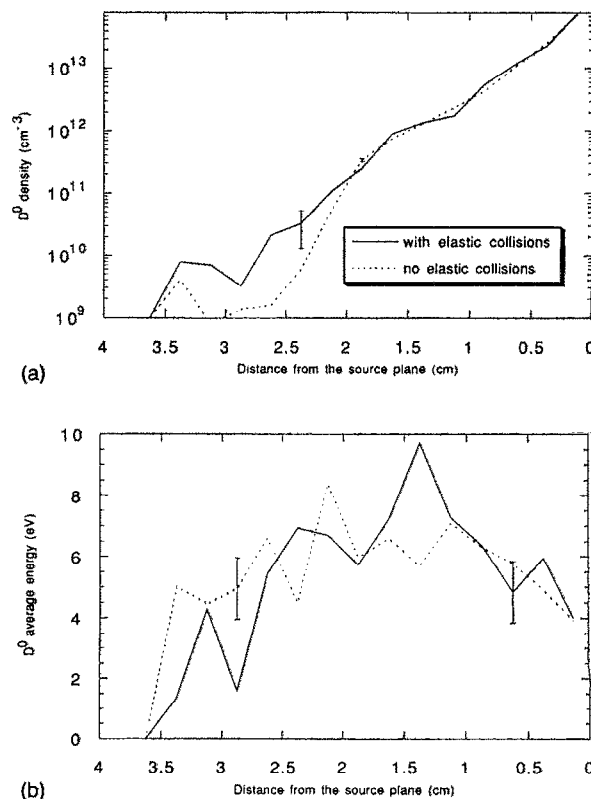 10^13
10^12
10^11
10^10
10^9
D^0 density (cm^-3)
with elastic collisions
no elastic collisions
4 3.5 3 2.5 2 1.5 1 0.5 0
Distance from the source plane (cm)
(a)
10
8
6
4
2
0
D^0 average energy (eV)
4 3.5 3 2.5 2 1.5 1 0.5 0
Distance from the source plane (cm)
(b)